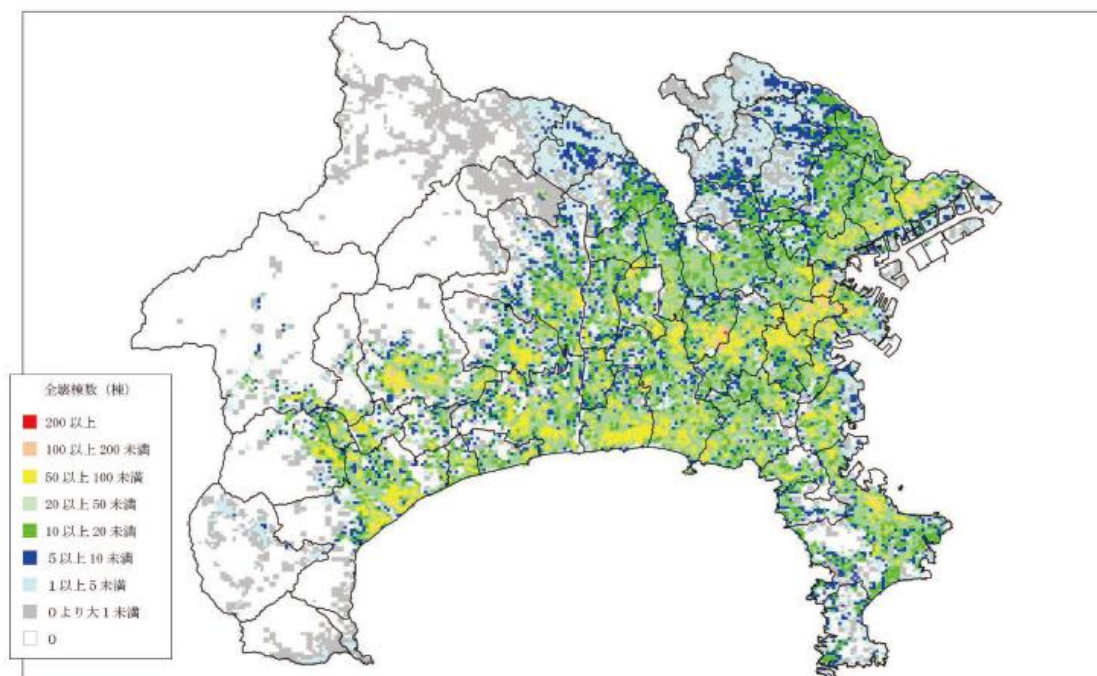 全壊棟数（棟）
200 以上
100 以上 200 未満
50 以上 100 未満
20 以上 50 未満
10 以上 20 未満
5 以上 10 未満
1 以上 5 未満
0 より大 1 未満
0